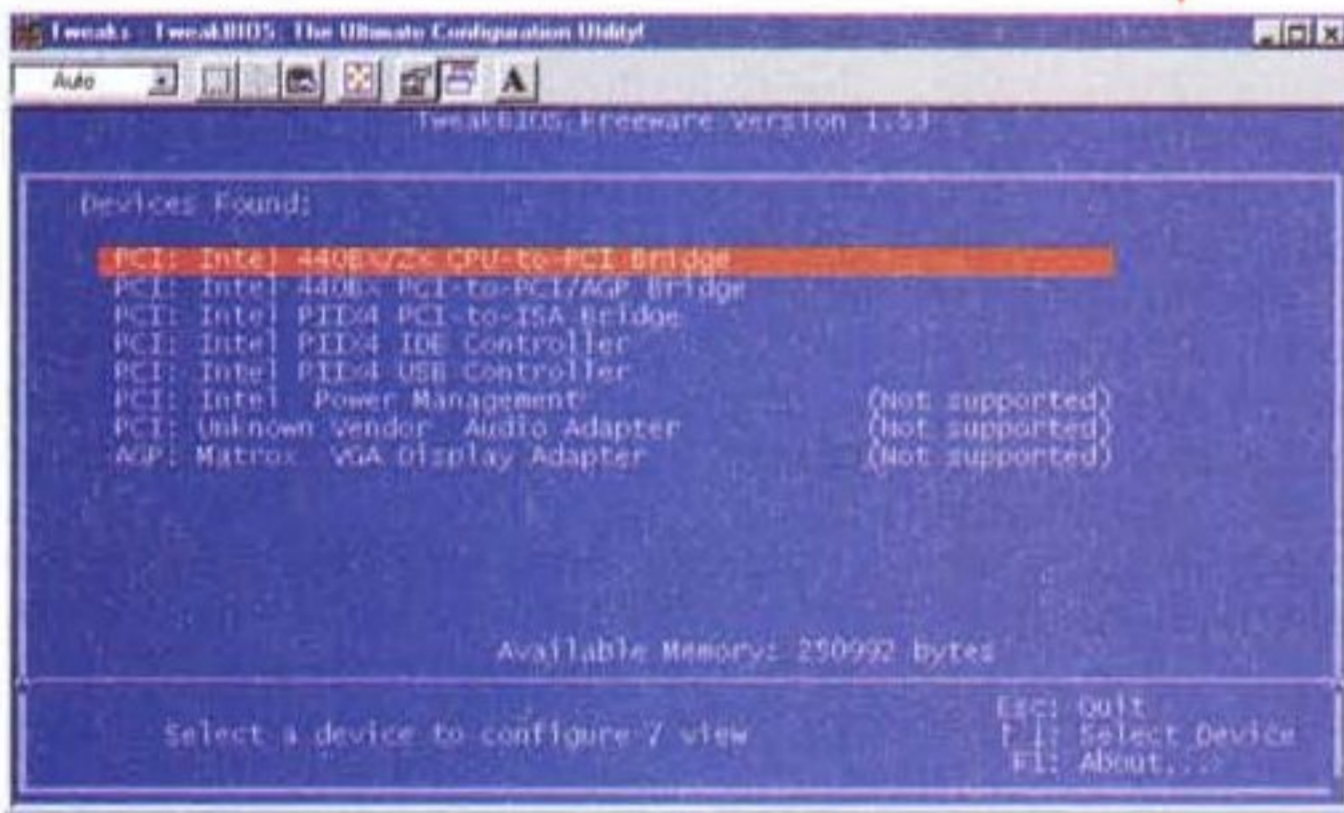 Tweaks - TweakBIOS: The Ultimate Configuration Utility!
Auto
A
TweakBIOS Freeware Version 1.53
Devices Found:
PCI: Intel 440BX/ZX CPU-to-PCI Bridge
PCI: Intel 440BX PCI-to-PCI/AGP Bridge
PCI: Intel PIIX4 PCI-to-ISA Bridge
PCI: Intel PIIX4 IDE Controller
PCI: Intel PIIX4 USB Controller
PCI: Intel Power Management (Not supported)
PCI: Unknown Vendor Audio Adapter (Not supported)
AGP: Matrox VGA Display Adapter (Not supported)
Available Memory: 250992 bytes
Select a device to configure / view
Esc: Quit
↑↓: Select Device
F1: About...